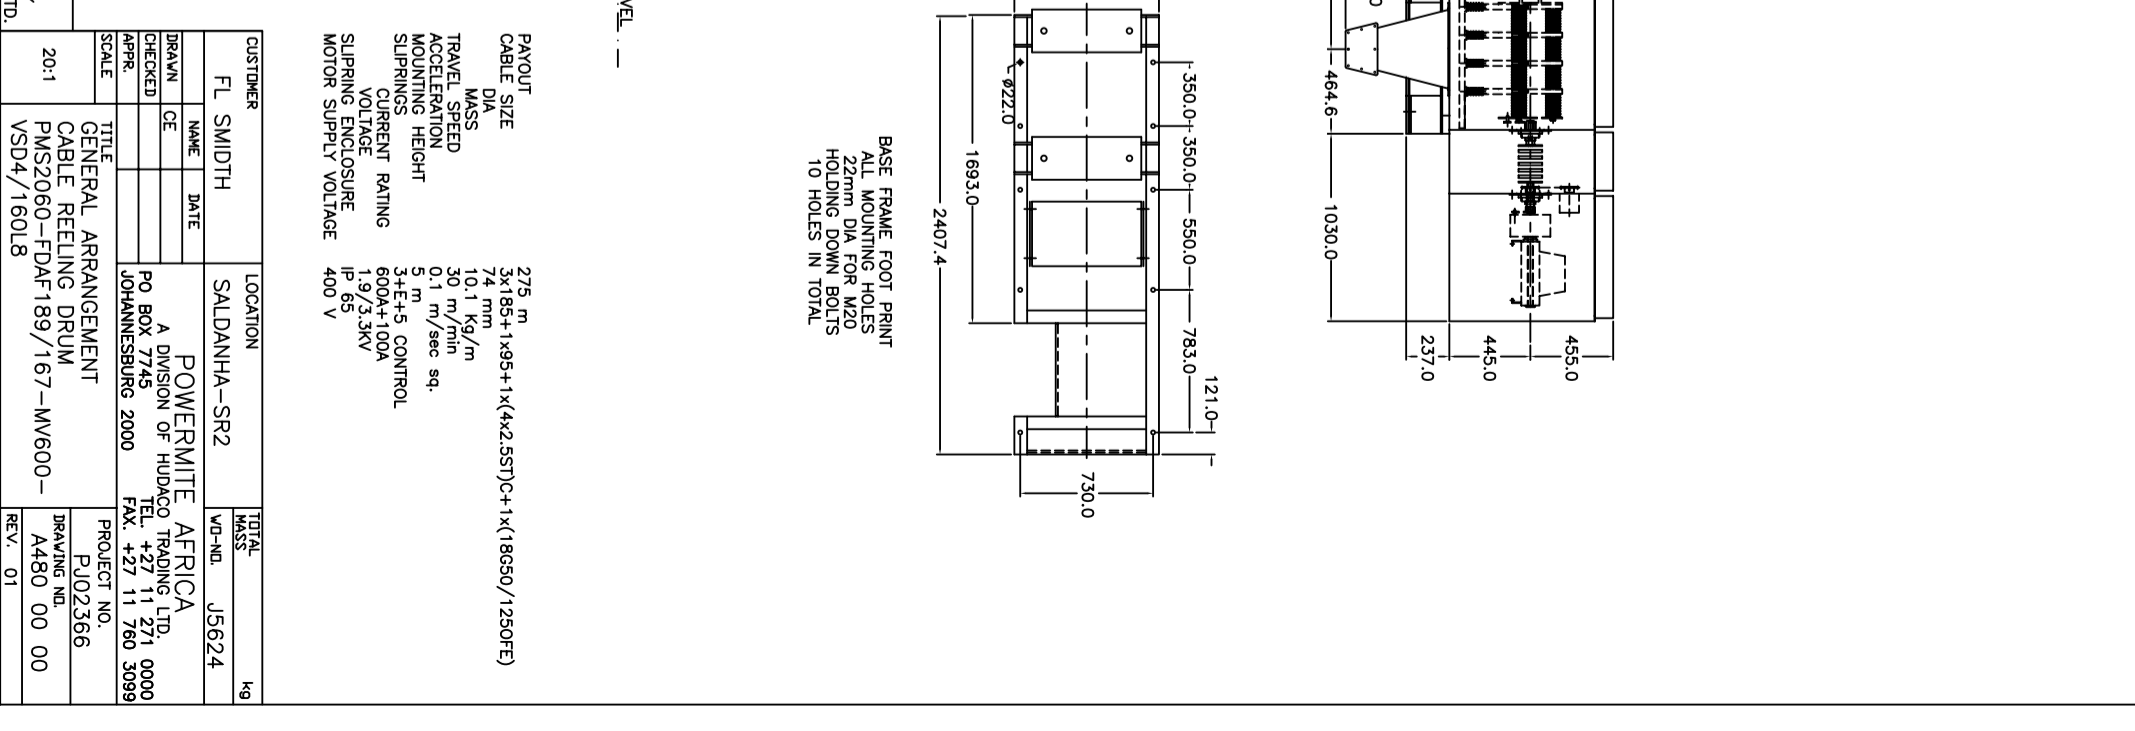 464.6
1030.0
455.0
445.0
237.0
350.0
350.0
550.0
783.0
121.0
Ø22.0
1693.0
2407.4
730.0
BASE FRAME FOOT PRINT
ALL MOUNTING HOLES
22mm DIA FOR M20
HOLDING DOWN BOLTS
10 HOLES IN TOTAL
VEL
PAYOUT 275 m
CABLE SIZE 3x185+1x95+1x(4x2.5ST)C+1x(18G50/1250FE)
DIA 74 mm
MASS 10.1 Kg/m
TRAVEL SPEED 30 m/min
ACCELERATION 0.1 m/sec sq.
MOUNTING HEIGHT 5 m
SLIPRINGS 3+E+5 CONTROL
CURRENT RATING 600A+100A
VOLTAGE 1.9/3.3KV
SLIPRING ENCLOSURE IP 65
MOTOR SUPPLY VOLTAGE 400 V
CUSTOMER
FL SMIDTH
LOCATION
SALDANHA-SR2
TOTAL
MASS
kg
WO-NO. J5624
NAME DATE
DRAWN CE
CHECKED
APPR.
POWERMITE AFRICA
A DIVISION OF HUDACO TRADING LTD.
PO BOX 7745 TEL. +27 11 271 0000
JOHANNESBURG 2000 FAX. +27 11 760 3099
SCALE
20:1
TITLE
GENERAL ARRANGEMENT
CABLE REELING DRUM
PMS2060-FDAF189/167-MV600-
VSD4/160L8
PROJECT NO.
PJ02366
DRAWING NO.
A480 00 00
REV. 01
TD.